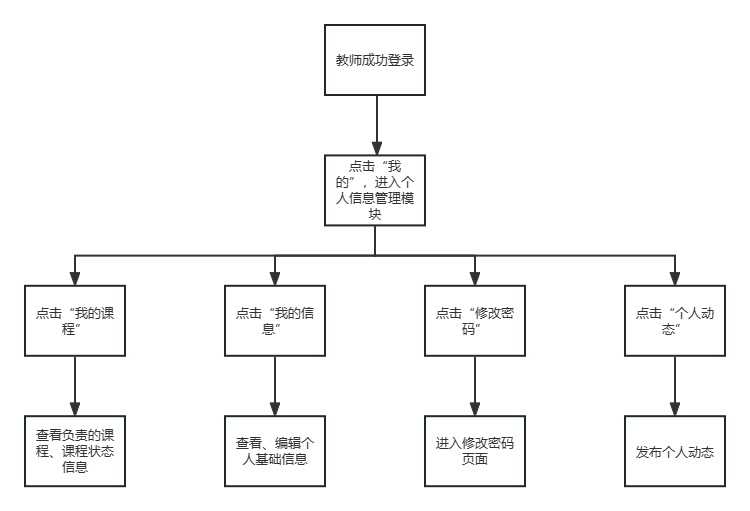 教师成功登录
点击“我
的”，进入个
人信息管理模
块
点击“我的课
程”
点击“我的信
息”
点击“修改密
码”
点击“个人动
态”
查看负责的课
程、课程状态
信息
查看、编辑个
人基础信息
进入修改密码
页面
发布个人动态